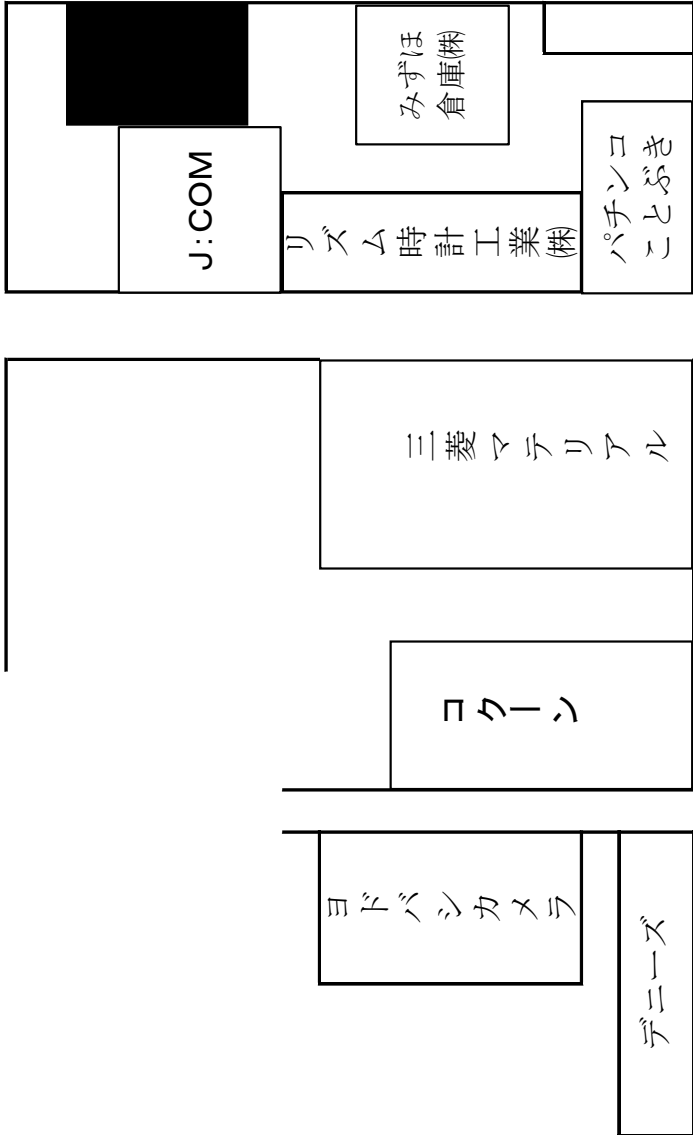 みずほ
倉庫㈱
J:COM
リズム時計工業㈱
パチンコ
ことぶき
三菱マテリアル
コクーン
ヨドバシカメラ
デニーズ